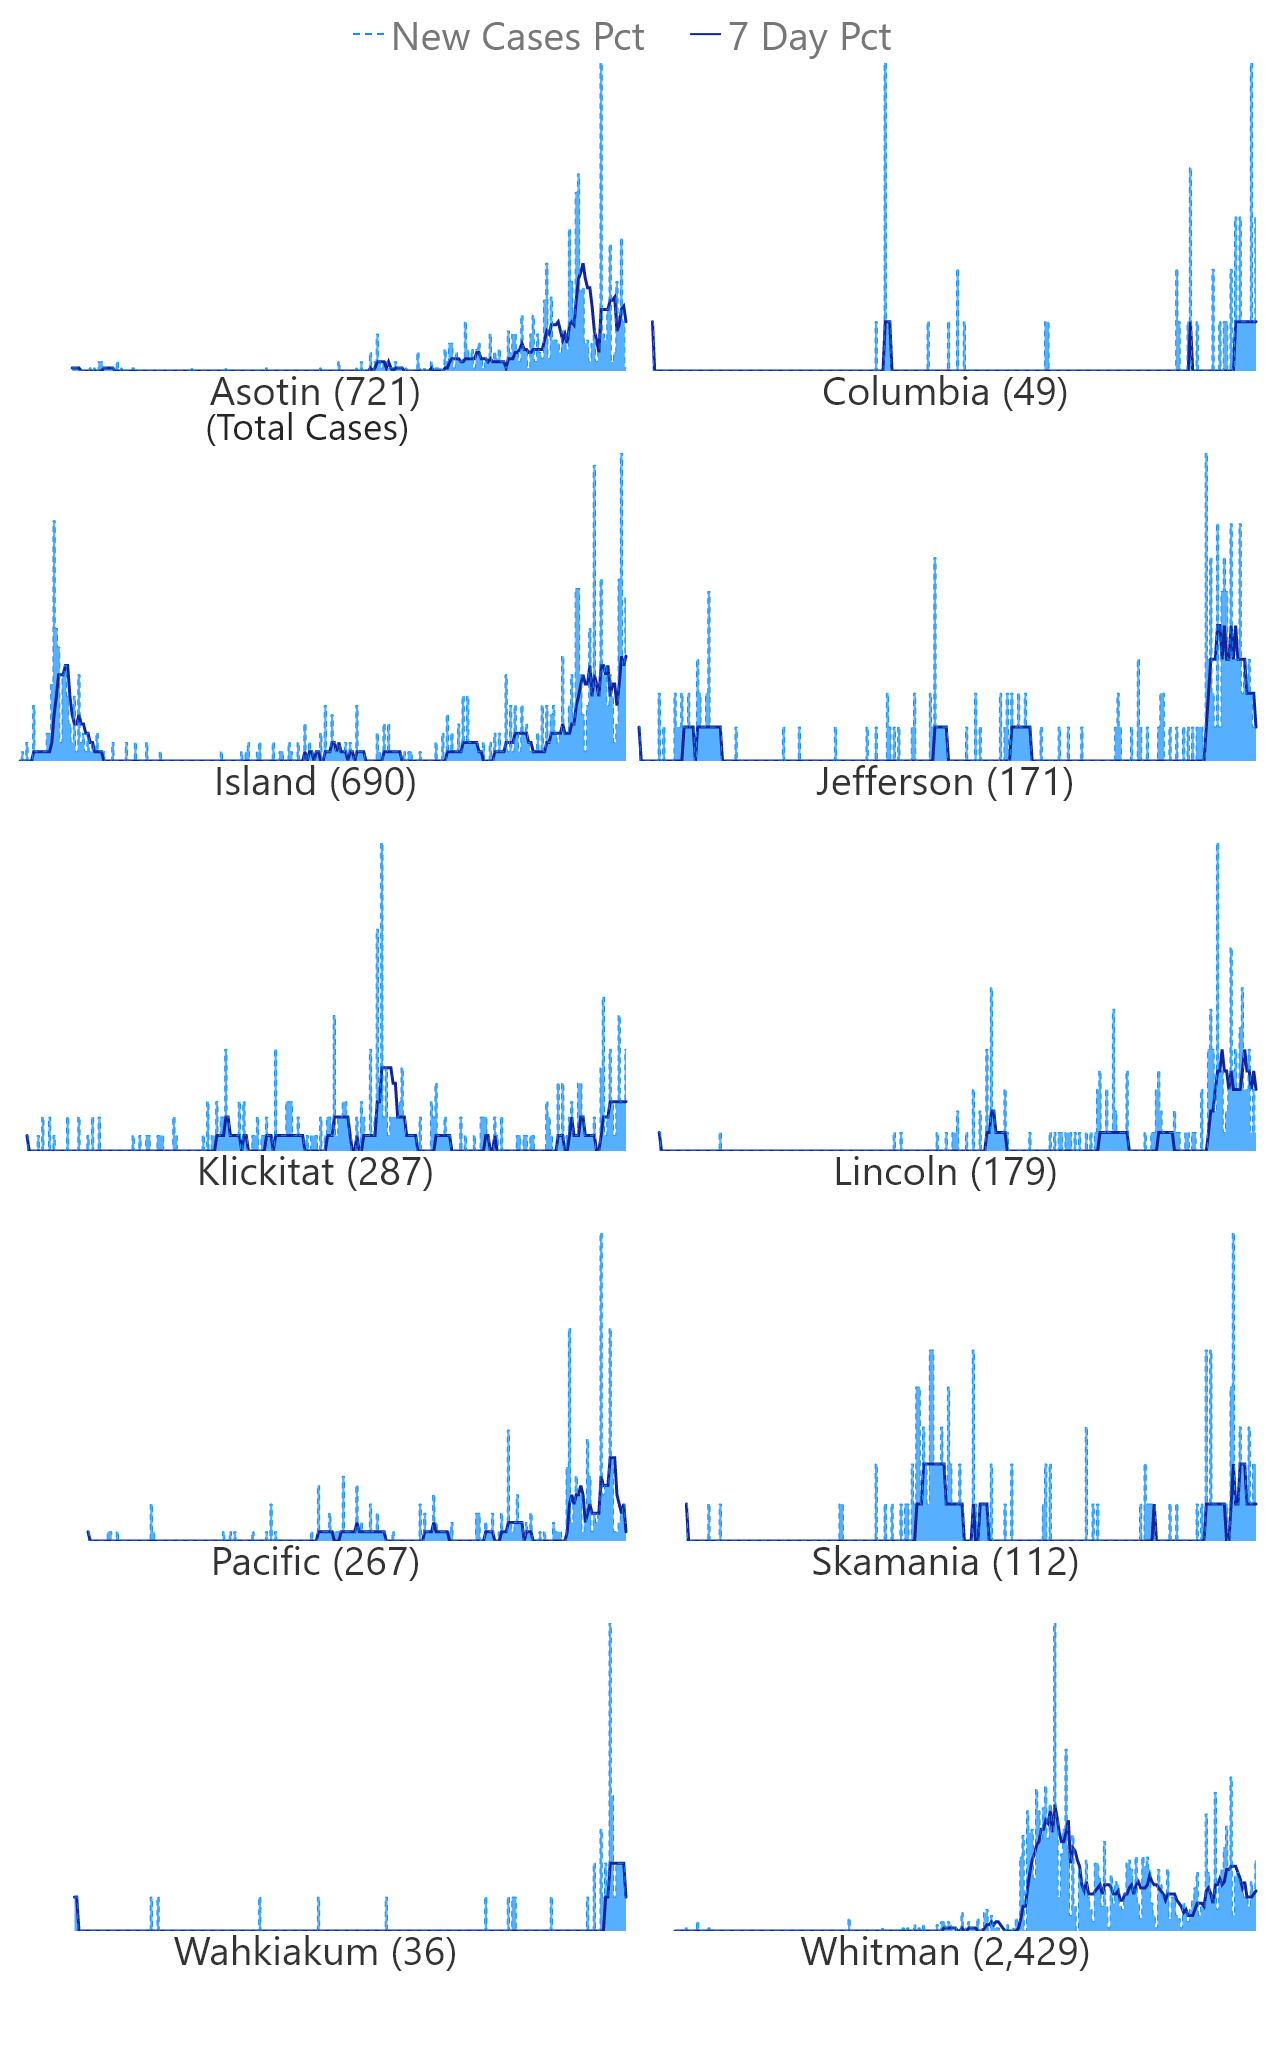 New Cases Pct 7 Day Pct
Asotin (721) Columbia (49)
(Total Cases)
Island (690) Jefferson (171)
Klickitat (287) Lincoln (179)
Pacific (267) Skamania (112)
Wahkiakum (36) Whitman (2,429)